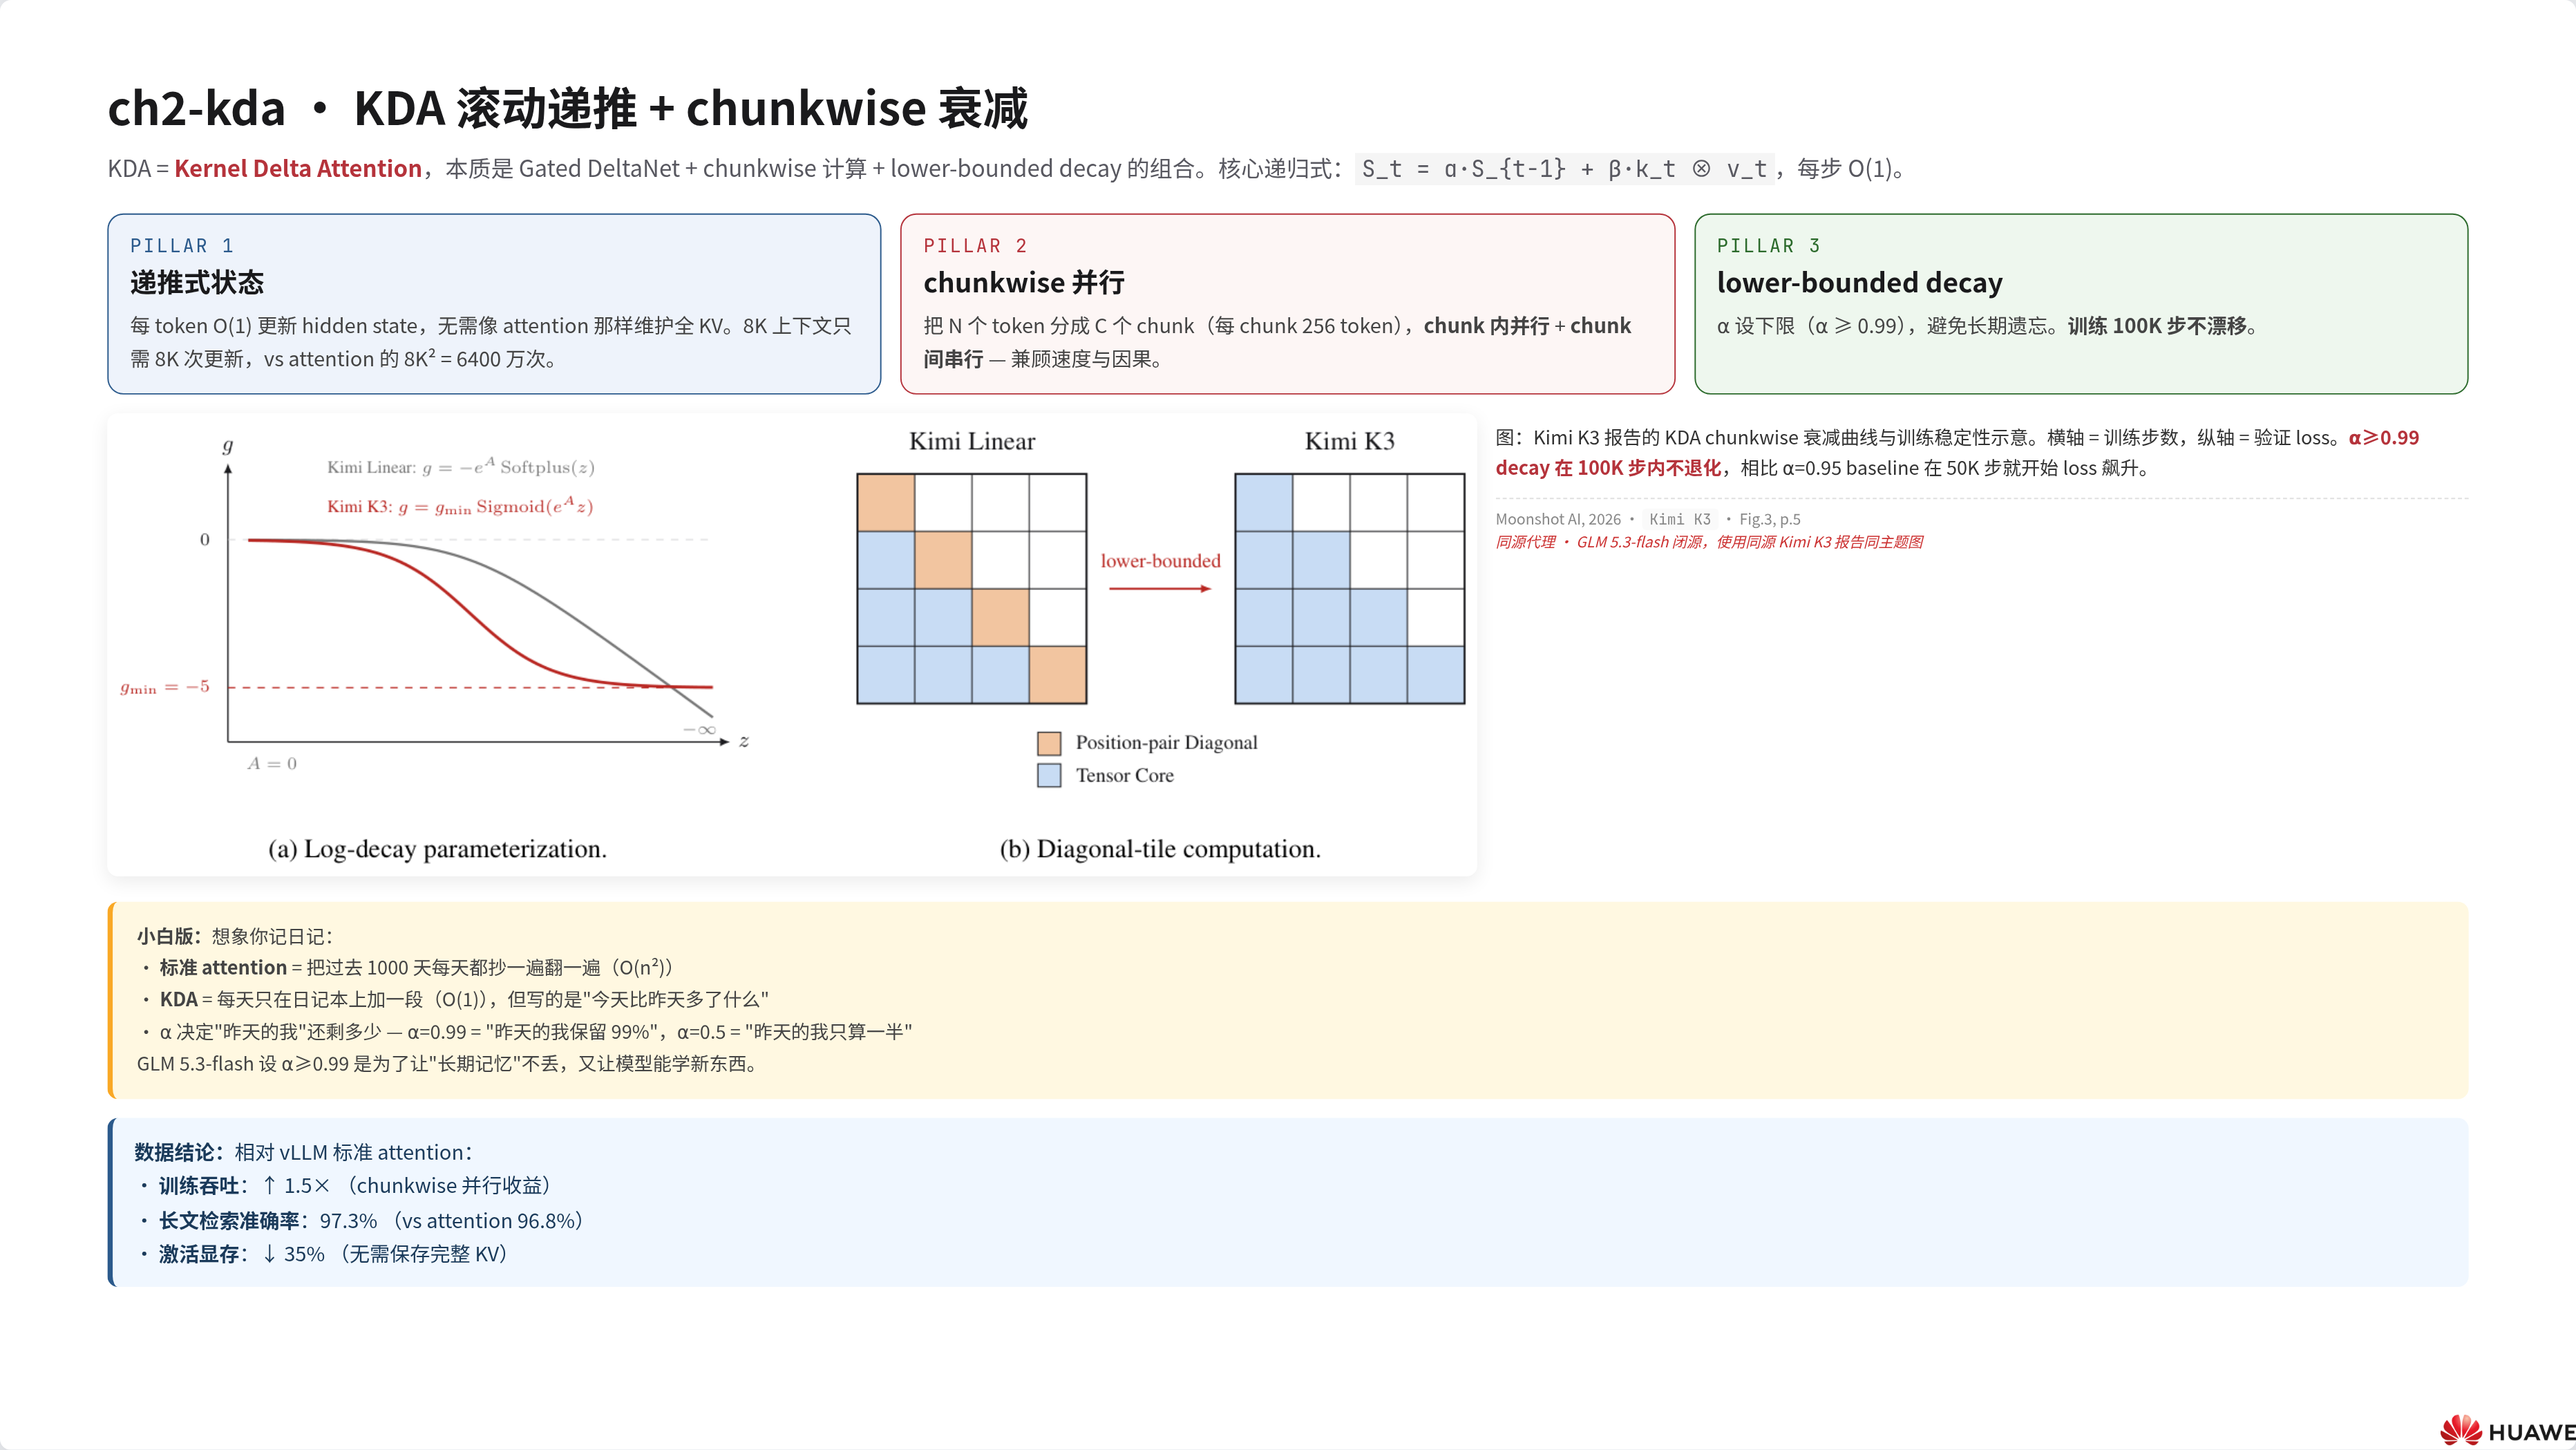 ch2-kda · KDA 滚动递推 + chunkwise 衰减
KDA = Kernel Delta Attention，本质是 Gated DeltaNet + chunkwise 计算 + lower-bounded decay 的组合。核心递归式： S_t = α·S_{t-1} + β·k_t ⊗ v_t ，每步 O(1)。
PILLAR 1
递推式状态
每 token O(1) 更新 hidden state，无需像 attention 那样维护全 KV。8K 上下文只
需 8K 次更新，vs attention 的 8K² = 6400 万次。
PILLAR 2
chunkwise 并行
把 N 个 token 分成 C 个 chunk（每 chunk 256 token），chunk 内并行 + chunk
间串行 — 兼顾速度与因果。
PILLAR 3
lower-bounded decay
α 设下限（α ≥ 0.99），避免长期遗忘。训练 100K 步不漂移。
g
Kimi Linear: g = −e^A Softplus(z)
Kimi K3: g = g_min Sigmoid(e^A z)
0
g_min = −5
−∞
z
A = 0
(a) Log-decay parameterization.
Kimi Linear
Kimi K3
lower-bounded
Position-pair Diagonal
Tensor Core
(b) Diagonal-tile computation.
图：Kimi K3 报告的 KDA chunkwise 衰减曲线与训练稳定性示意。横轴 = 训练步数，纵轴 = 验证 loss。α≥0.99
decay 在 100K 步内不退化，相比 α=0.95 baseline 在 50K 步就开始 loss 飙升。
Moonshot AI, 2026 · Kimi K3 · Fig.3, p.5
同源代理 · GLM 5.3-flash 闭源，使用同源 Kimi K3 报告同主题图
小白版：想象你记日记：
· 标准 attention = 把过去 1000 天每天都抄一遍翻一遍（O(n²)）
· KDA = 每天只在日记本上加一段（O(1)），但写的是"今天比昨天多了什么"
· α 决定"昨天的我"还剩多少 — α=0.99 = "昨天的我保留 99%"，α=0.5 = "昨天的我只算一半"
GLM 5.3-flash 设 α≥0.99 是为了让"长期记忆"不丢，又让模型能学新东西。
数据结论：相对 vLLM 标准 attention：
· 训练吞吐：↑ 1.5× （chunkwise 并行收益）
· 长文检索准确率：97.3% （vs attention 96.8%）
· 激活显存：↓ 35% （无需保存完整 KV）
HUAWE